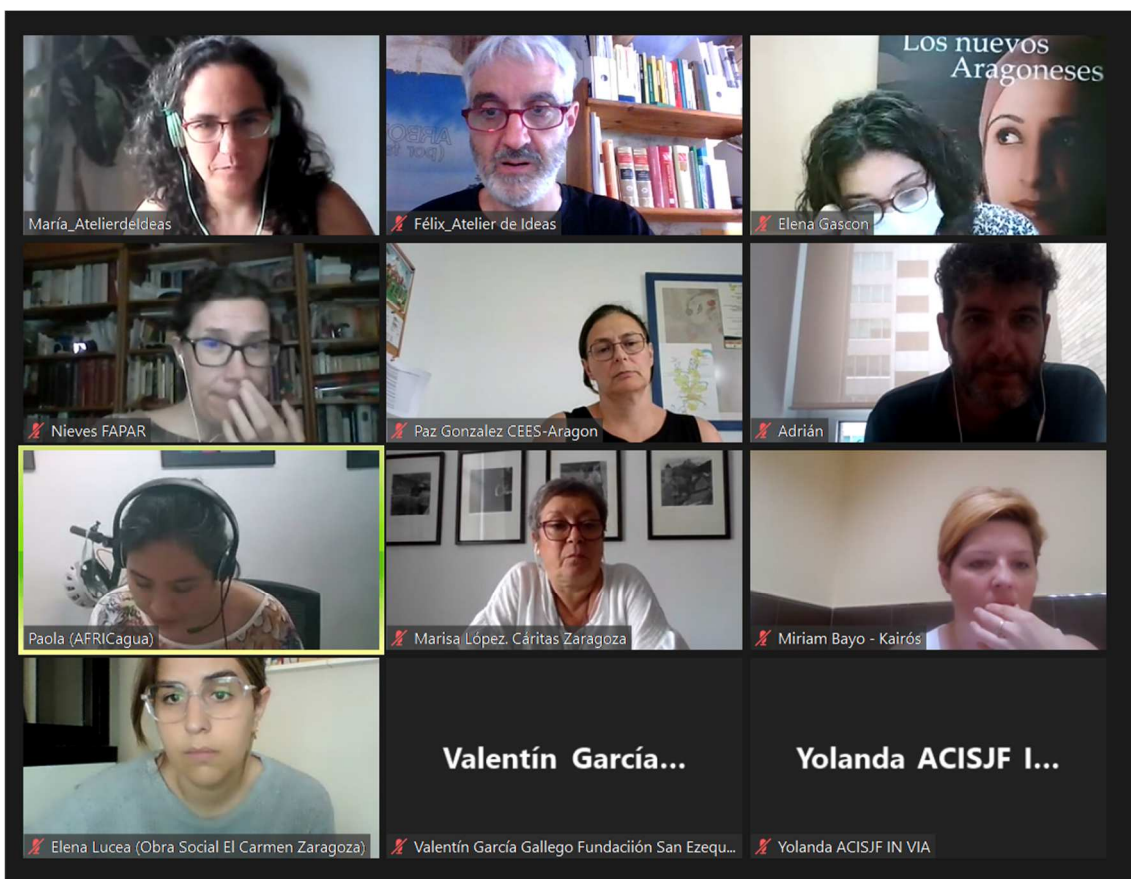 Los nuevos
Aragoneses
María_AtelierdeIdeas
Félix_Atelier de Ideas
Elena Gascon
Nieves FAPAR
Paz Gonzalez CEES-Aragon
Adrián
Paola (AFRICagua)
Marisa López. Cáritas Zaragoza
Miriam Bayo - Kairós
Valentín García...
Yolanda ACISJF I...
Elena Lucea (Obra Social El Carmen Zaragoza)
Valentín García Gallego Fundaciión San Ezequ...
Yolanda ACISJF IN VIA